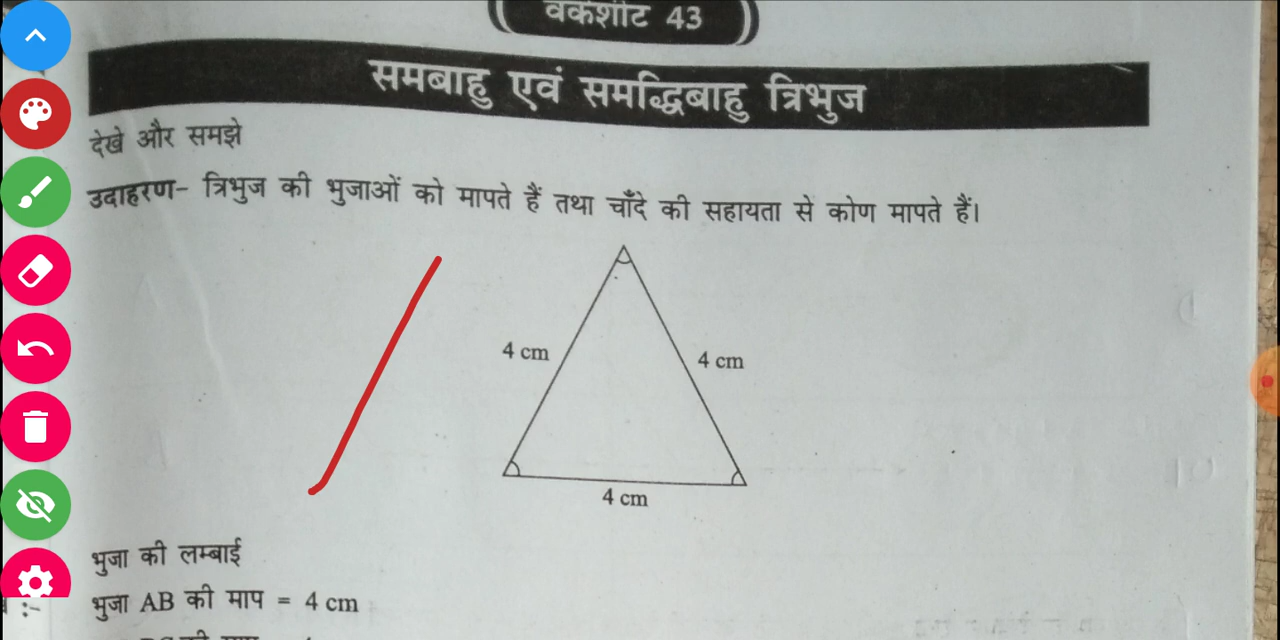 वर्कशीट 43
समबाहु एवं समद्धिबाहु त्रिभुज
देखे और समझे
उदाहरण- त्रिभुज की भुजाओं को मापते हैं तथा चाँदे की सहायता से कोण मापते हैं।
4 cm
4 cm
4 cm
भुजा की लम्बाई
भुजा AB की माप = 4 cm